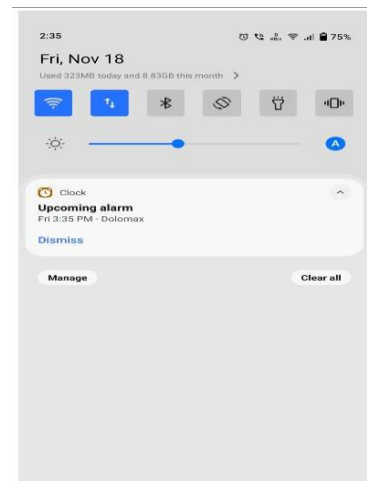 2:35
75%
Fri, Nov 18
Used 323MB today and 8.83GB this month >
A
Clock
Upcoming alarm
Fri 3:35 PM - Dolomax
Dismiss
Manage
Clear all